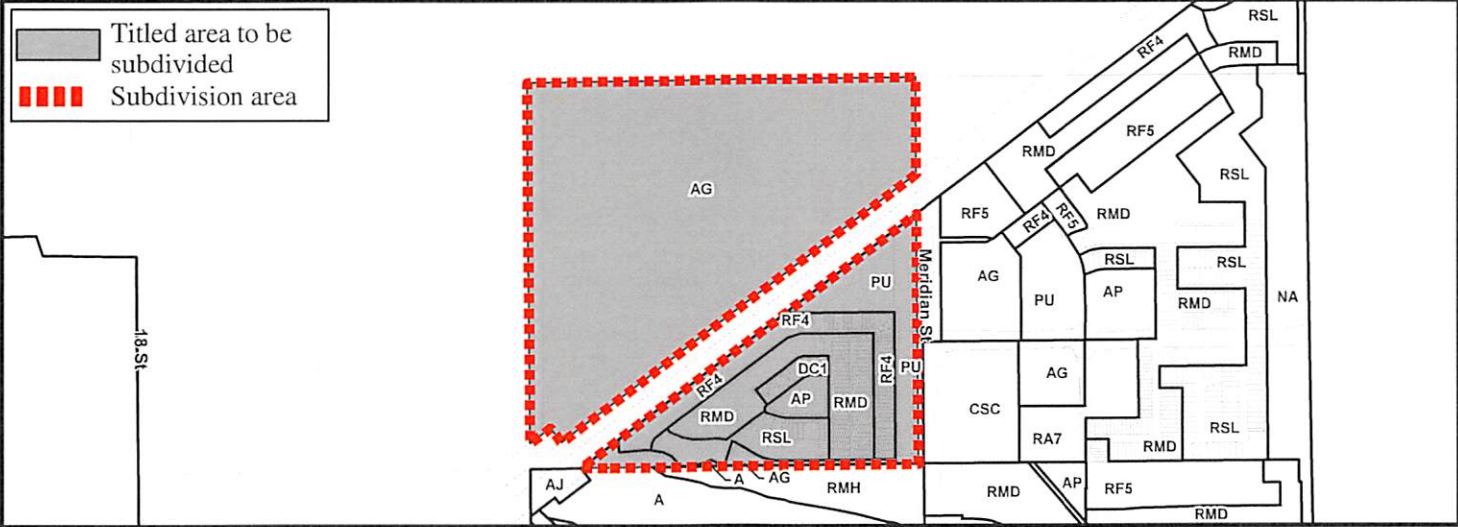 Titled area to be
subdivided
Subdivision area
RSL
RF4
RMD
RF5
RMD
AG
RSL
RF5
RF4
RF5
RMD
Meridian St
PU
AG
RSL
RSL
AP
PU
RMD
NA
RF4
18 St
RF4
PU
DC1
AG
RF4
AP
RMD
RMD
CSC
RSL
RSL
RA7
RMD
A
AG
AJ
A
RMH
RMD
AP
RF5
RMD